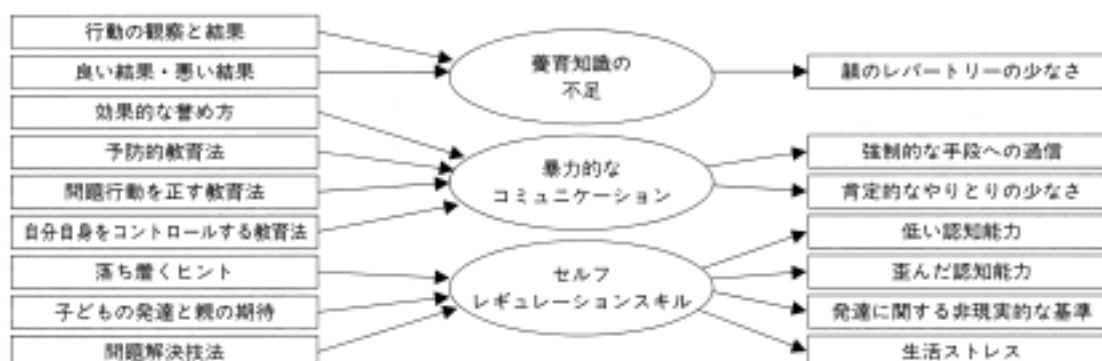 行動の観察と結果
良い結果・悪い結果
効果的な誉め方
予防的教育法
問題行動を正す教育法
自分自身をコントロールする教育法
落ち着くヒント
子どもの発達と親の期待
問題解決技法
養育知識の
不足
暴力的な
コミュニケーション
セルフ
レギュレーションスキル
躾のレパートリーの少なさ
強制的な手段への過信
肯定的なやりとりの少なさ
低い認知能力
歪んだ認知能力
発達に関する非現実的な基準
生活ストレス